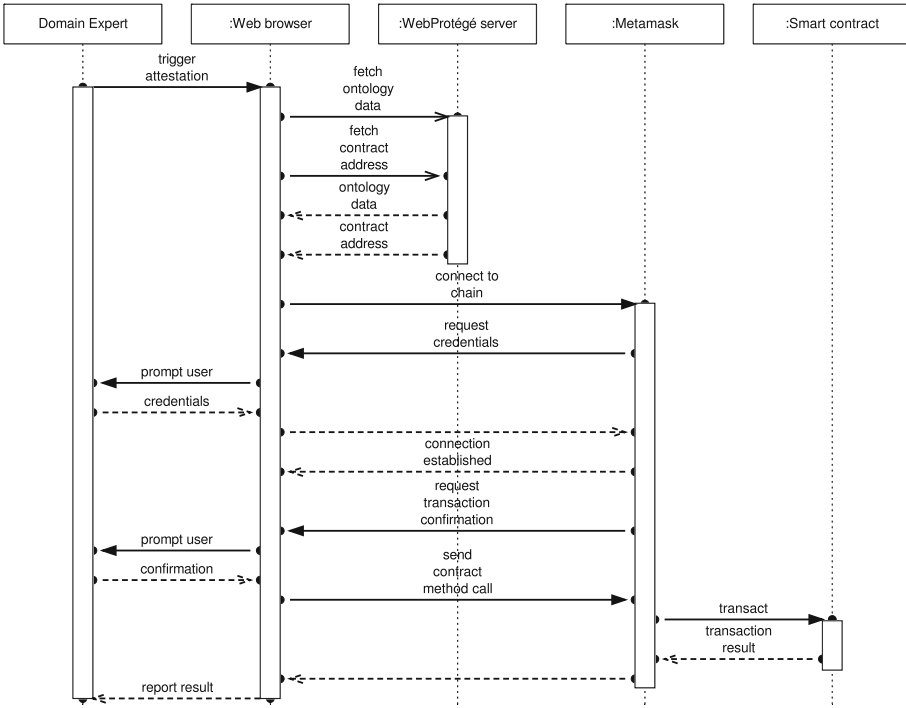 Domain Expert
:Web browser
:WebProtégé server
:Metamask
:Smart contract
trigger
attestation
fetch
ontology
data
fetch
contract
address
ontology
data
contract
address
connect to
chain
request
credentials
prompt user
credentials
connection
established
request
transaction
confirmation
prompt user
confirmation
send
contract
method call
transact
transaction
result
report result